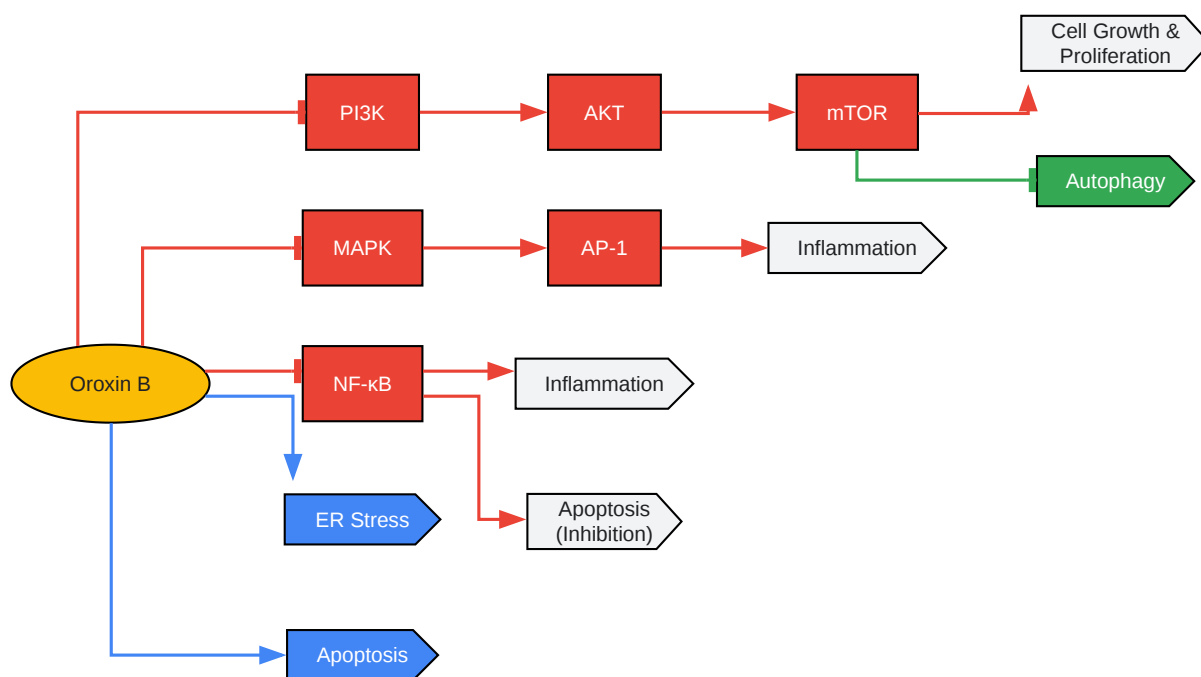 Cell Growth &
Proliferation
PI3K
AKT
mTOR
Autophagy
MAPK
AP-1
Inflammation
Oroxin B
NF-κB
Inflammation
ER Stress
Apoptosis
(Inhibition)
Apoptosis